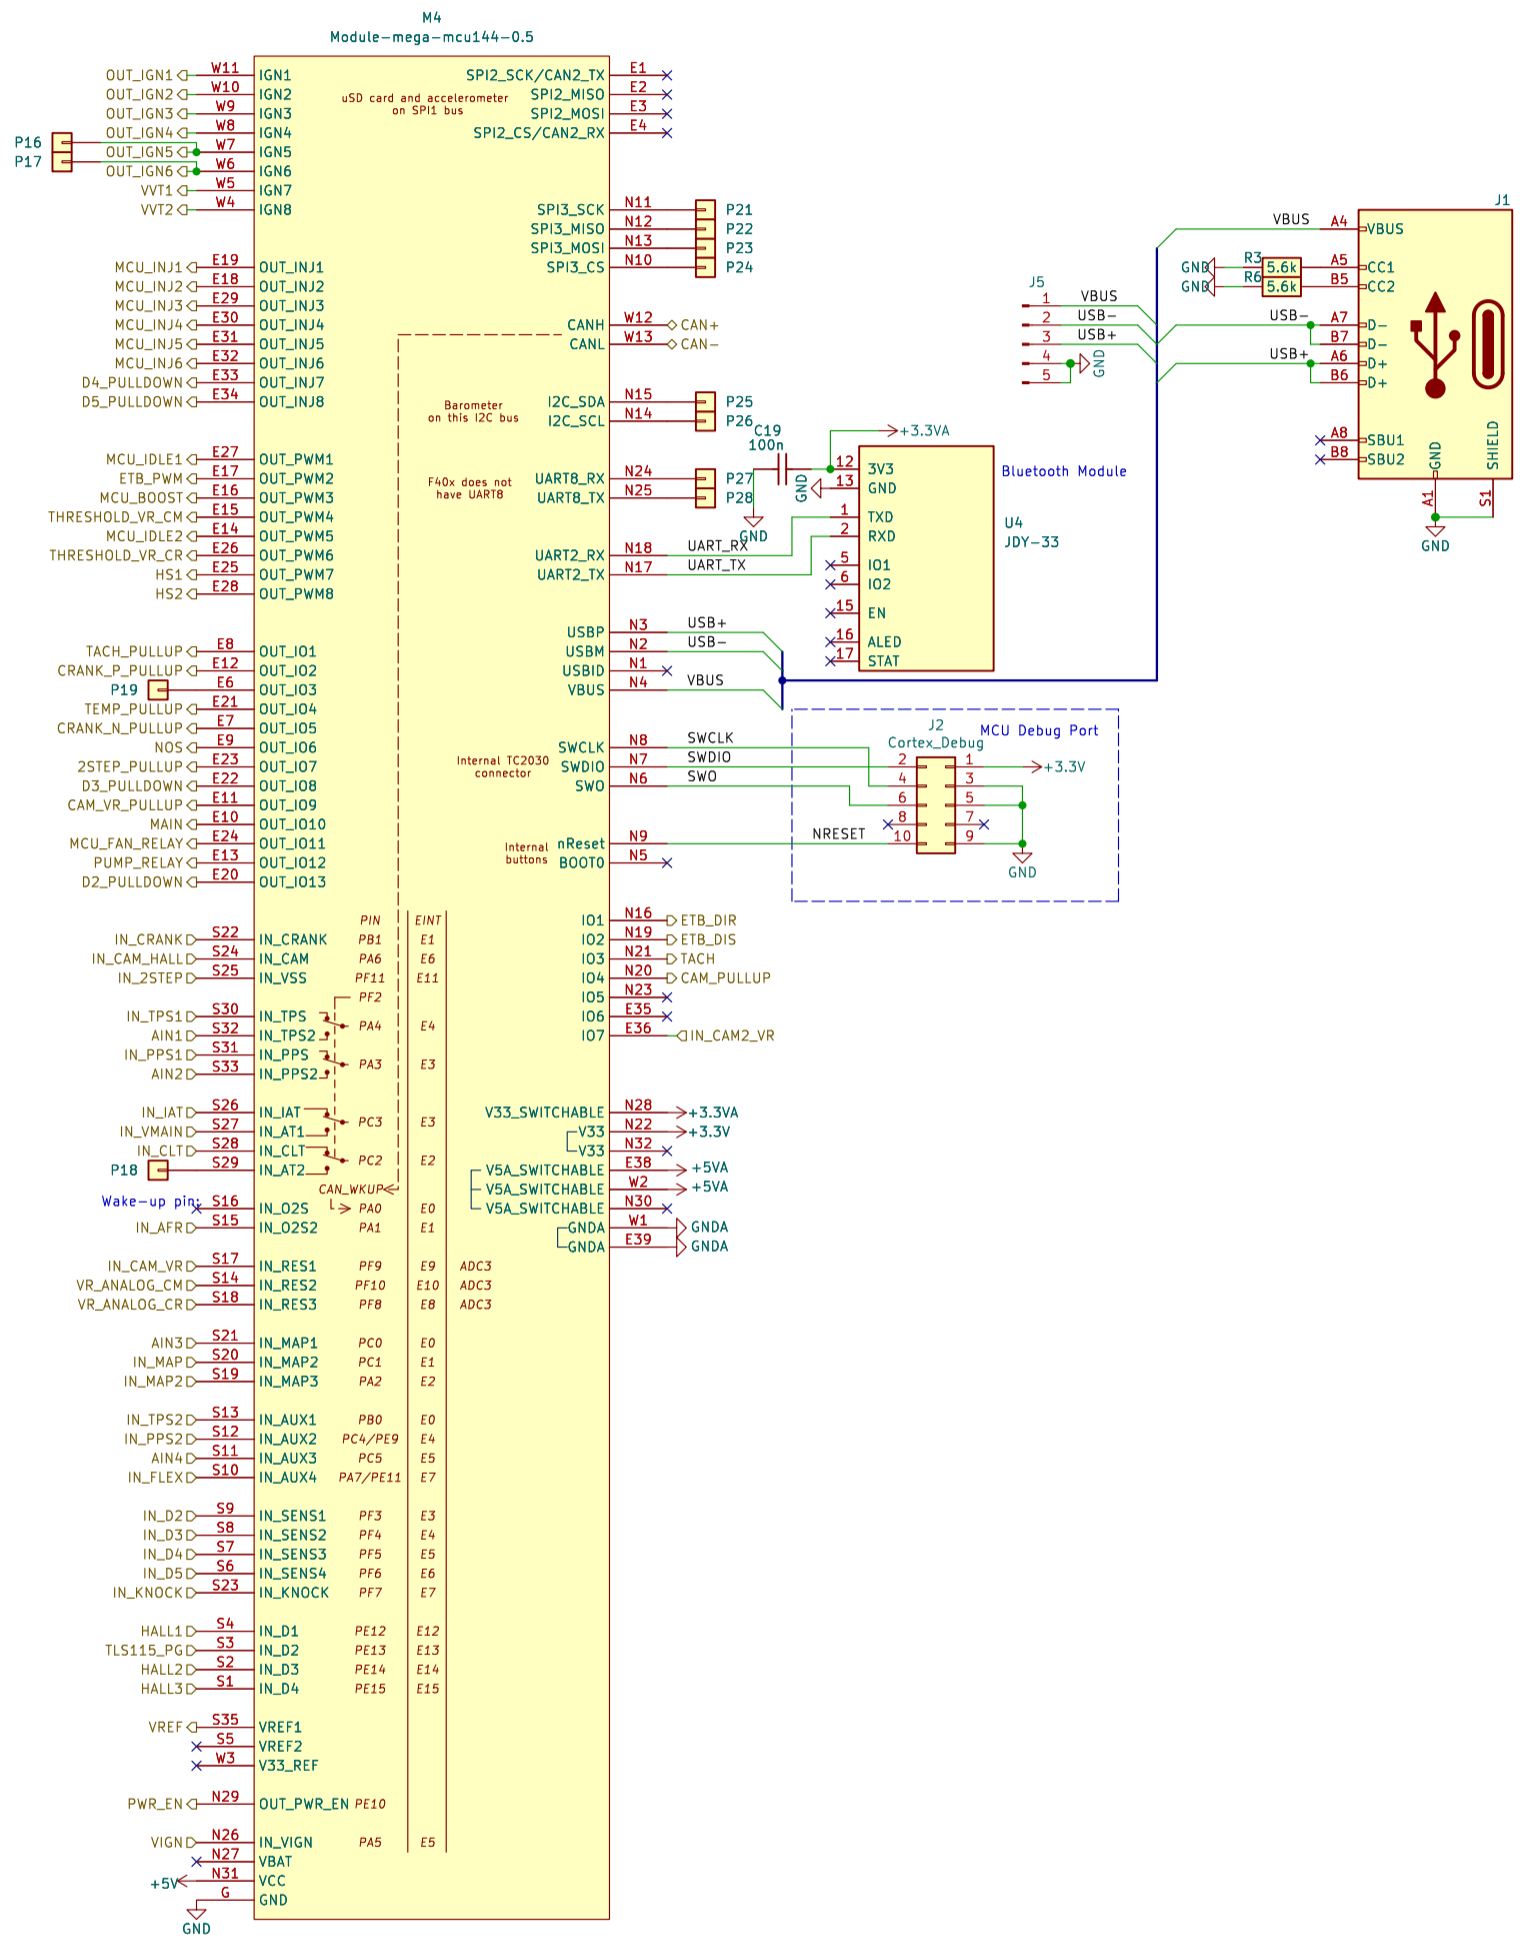 M4
Module-mega-mcu144-0.5
OUT_IGN1 W11 IGN1
OUT_IGN2 W10 IGN2
OUT_IGN3 W9 IGN3
OUT_IGN4 W8 IGN4
P16
OUT_IGN5 W7 IGN5
P17
OUT_IGN6 W6 IGN6
VVT1 W5 IGN7
VVT2 W4 IGN8
MCU_INJ1 E19 OUT_INJ1
MCU_INJ2 E18 OUT_INJ2
MCU_INJ3 E29 OUT_INJ3
MCU_INJ4 E30 OUT_INJ4
MCU_INJ5 E31 OUT_INJ5
MCU_INJ6 E32 OUT_INJ6
D4_PULLDOWN E33 OUT_INJ7
D5_PULLDOWN E34 OUT_INJ8
MCU_IDLE1 E27 OUT_PWM1
ETB_PWM E17 OUT_PWM2
MCU_BOOST E16 OUT_PWM3
THRESHOLD_VR_CM E15 OUT_PWM4
MCU_IDLE2 E14 OUT_PWM5
THRESHOLD_VR_CR E26 OUT_PWM6
HS1 E25 OUT_PWM7
HS2 E28 OUT_PWM8
TACH_PULLUP E8 OUT_IO1
CRANK_P_PULLUP E12 OUT_IO2
P19 E6 OUT_IO3
TEMP_PULLUP E21 OUT_IO4
CRANK_N_PULLUP E7 OUT_IO5
NOS E9 OUT_IO6
2STEP_PULLUP E23 OUT_IO7
D3_PULLDOWN E22 OUT_IO8
CAM_VR_PULLUP E11 OUT_IO9
MAIN E10 OUT_IO10
MCU_FAN_RELAY E24 OUT_IO11
PUMP_RELAY E13 OUT_IO12
D2_PULLDOWN E20 OUT_IO13
PIN EINT
IN_CRANK S22 IN_CRANK PB1 E1
IN_CAM_HALL S24 IN_CAM PA6 E6
IN_2STEP S25 IN_VSS PF11 E11
PF2
IN_TPS1 S30 IN_TPS
PA4 E4
AIN1 S32 IN_TPS2
IN_PPS1 S31 IN_PPS
PA3 E3
AIN2 S33 IN_PPS2
IN_IAT S26 IN_IAT
PC3 E3
IN_VMAIN S27 IN_AT1
IN_CLT S28 IN_CLT
PC2 E2
P18 S29 IN_AT2
CAN_WKUP
Wake-up pin: S16 IN_O2S PA0 E0
IN_AFR S15 IN_O2S2 PA1 E1
IN_CAM_VR S17 IN_RES1 PF9 E9 ADC3
VR_ANALOG_CM S14 IN_RES2 PF10 E10 ADC3
VR_ANALOG_CR S18 IN_RES3 PF8 E8 ADC3
AIN3 S21 IN_MAP1 PC0 E0
IN_MAP S20 IN_MAP2 PC1 E1
IN_MAP2 S19 IN_MAP3 PA2 E2
IN_TPS2 S13 IN_AUX1 PB0 E0
IN_PPS2 S12 IN_AUX2 PC4/PE9 E4
AIN4 S11 IN_AUX3 PC5 E5
IN_FLEX S10 IN_AUX4 PA7/PE11 E7
IN_D2 S9 IN_SENS1 PF3 E3
IN_D3 S8 IN_SENS2 PF4 E4
IN_D4 S7 IN_SENS3 PF5 E5
IN_D5 S6 IN_SENS4 PF6 E6
IN_KNOCK S23 IN_KNOCK PF7 E7
HALL1 S4 IN_D1 PE12 E12
TLS115_PG S3 IN_D2 PE13 E13
HALL2 S2 IN_D3 PE14 E14
HALL3 S1 IN_D4 PE15 E15
VREF S35 VREF1
S5 VREF2
W3 V33_REF
PWR_EN N29 OUT_PWR_EN PE10
VIGN N26 IN_VIGN PA5 E5
N27 VBAT
+5V N31 VCC
G GND
GND
uSD card and accelerometer
on SPI1 bus
SPI2_SCK/CAN2_TX E1
SPI2_MISO E2
SPI2_MOSI E3
SPI2_CS/CAN2_RX E4
SPI3_SCK N11 P21
SPI3_MISO N12 P22
SPI3_MOSI N13 P23
SPI3_CS N10 P24
CANH W12 CAN+
CANL W13 CAN-
Barometer
on this I2C bus
I2C_SDA N15 P25
I2C_SCL N14 P26
F40x does not
have UART8
UART8_RX N24 P27
UART8_TX N25 P28
UART2_RX N18 UART_RX
UART2_TX N17 UART_TX
USBP N3 USB+
USBM N2 USB-
USBID N1
VBUS N4 VBUS
Internal TC2030
connector
SWCLK N8 SWCLK
SWDIO N7 SWDIO
SWO N6 SWO
Internal
buttons
nReset N9 NRESET
BOOT0 N5
IO1 N16 ETB_DIR
IO2 N19 ETB_DIS
IO3 N21 TACH
IO4 N20 CAM_PULLUP
IO5 N23
IO6 E35
IO7 E36 IN_CAM2_VR
V33_SWITCHABLE N28 +3.3VA
V33 N22 +3.3V
V33 N32
V5A_SWITCHABLE E38 +5VA
V5A_SWITCHABLE W2 +5VA
V5A_SWITCHABLE N30
GNDA W1 GNDA
GNDA E39 GNDA
C19
100n
+3.3VA
GND
GND
12 3V3
13 GND
1 TXD
2 RXD
5 IO1
6 IO2
15 EN
16 ALED
17 STAT
Bluetooth Module
U4
JDY-33
J2
Cortex_Debug
MCU Debug Port
2 1 +3.3V
4 3
6 5
8 7
10 9
GND
J5
1 VBUS
2 USB-
3 USB+
4 GND
5
J1
VBUS A4 VBUS
GND R3 5.6k A5 CC1
GND R6 5.6k B5 CC2
USB- A7 D-
B7 D-
USB+ A6 D+
B6 D+
A8 SBU1
B8 SBU2
GND SHIELD
A1 S1
GND